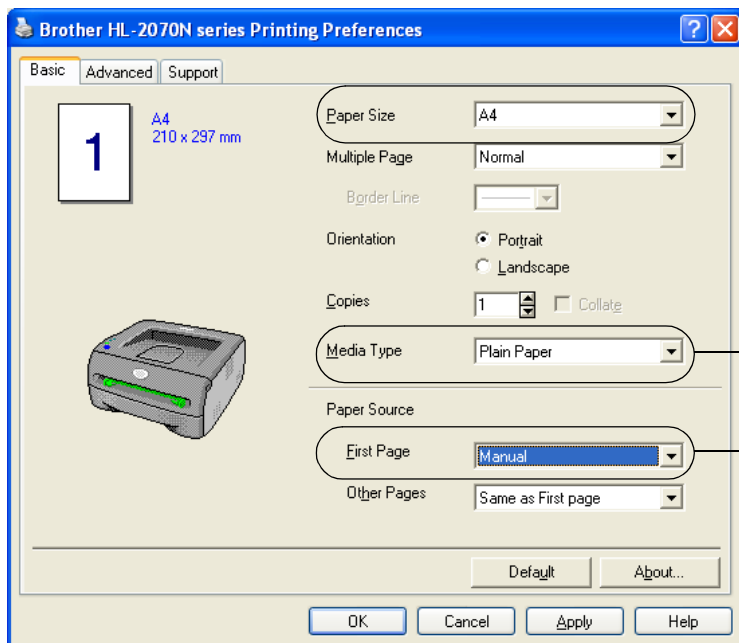 Brother HL-2070N series Printing Preferences
Basic Advanced Support
1
A4
210 x 297 mm
Paper Size A4
Multiple Page Normal
Border Line
Orientation Portrait
Landscape
Copies 1 Collate
Media Type Plain Paper
Paper Source
First Page Manual
Other Pages Same as First page
Default About...
OK Cancel Apply Help